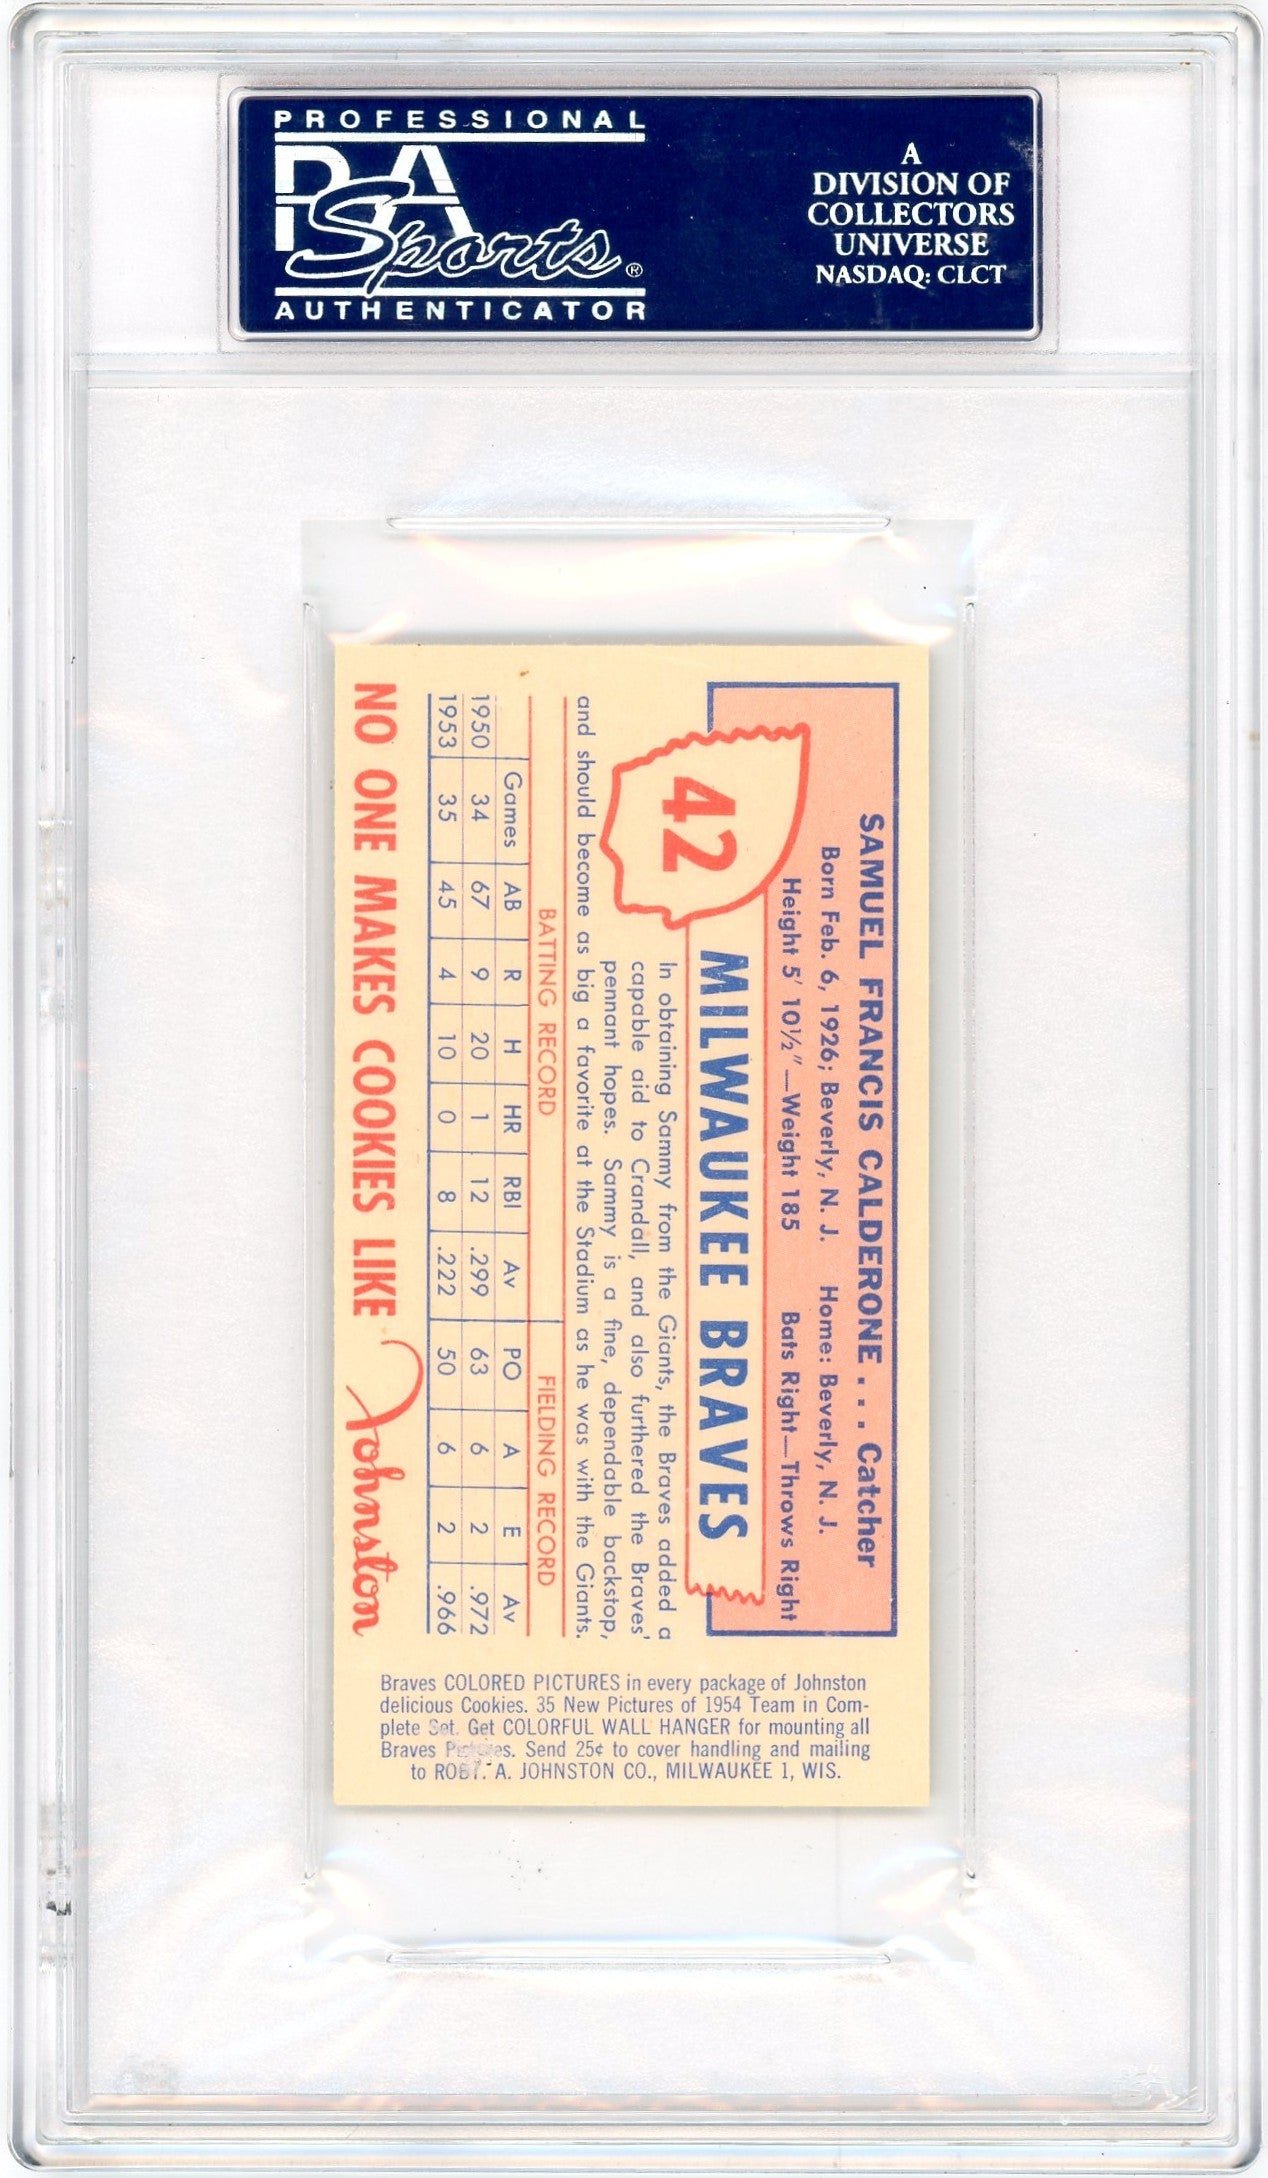 PROFESSIONAL
PSA
Sports®
AUTHENTICATOR
A
DIVISION OF
COLLECTORS
UNIVERSE
NASDAQ: CLCT
SAMUEL FRANCIS CALDERONE . . . Catcher
Born Feb. 6, 1926; Beverly, N. J. Home: Beverly, N. J.
Height 5' 10½"—Weight 185 Bats Right—Throws Right
42
MILWAUKEE BRAVES
In obtaining Sammy from the Giants, the Braves added a
capable aid to Crandall, and also furthered the Braves'
pennant hopes. Sammy is a fine, dependable backstop,
and should become as big a favorite at the Stadium as he was with the Giants.
BATTING RECORD FIELDING RECORD
Games AB R H HR RBI Av PO A E Av
1950 34 67 9 20 1 12 .299 63 6 2 .972
1953 35 45 4 10 0 8 .222 50 6 2 .966
NO ONE MAKES COOKIES LIKE Johnston
Braves COLORED PICTURES in every package of Johnston
delicious Cookies. 35 New Pictures of 1954 Team in Com-
plete Set. Get COLORFUL WALL HANGER for mounting all
Braves Pictures. Send 25¢ to cover handling and mailing
to ROBT. A. JOHNSTON CO., MILWAUKEE 1, WIS.